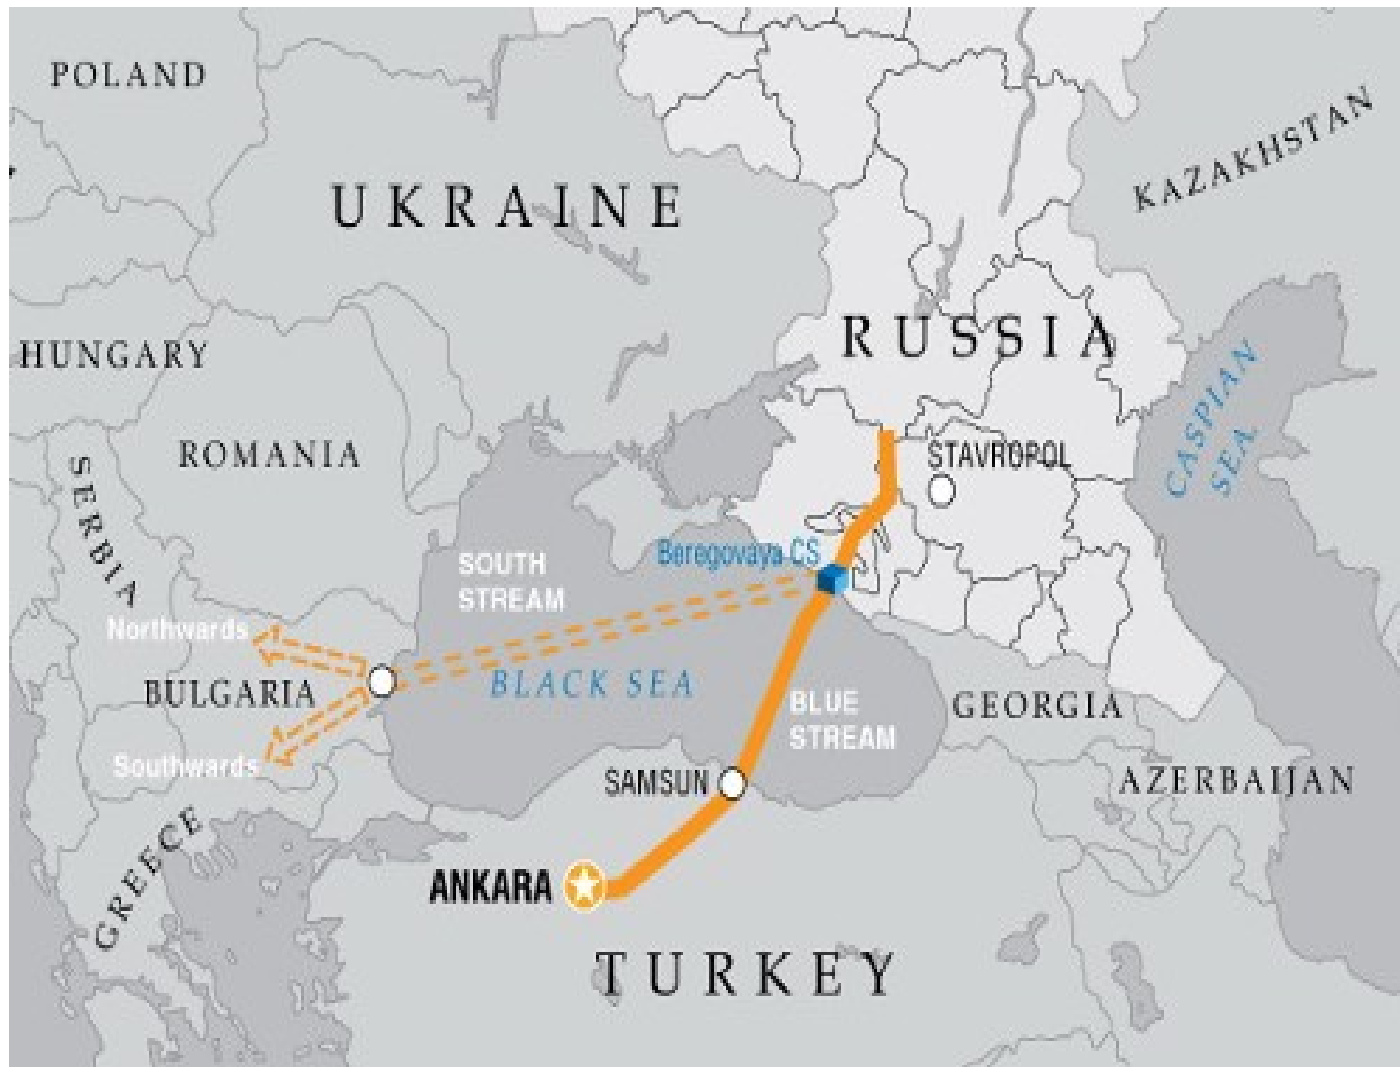 POLAND
KAZAKHSTAN
UKRAINE
RUSSIA
HUNGARY
CASPIAN
SEA
ROMANIA
STAVROPOL
SERBIA
Beregovaya CS
SOUTH
STREAM
Northwards
BLACK SEA
BULGARIA
BLUE
STREAM
GEORGIA
Southwards
SAMSUN
AZERBAIJAN
GREECE
ANKARA
TURKEY